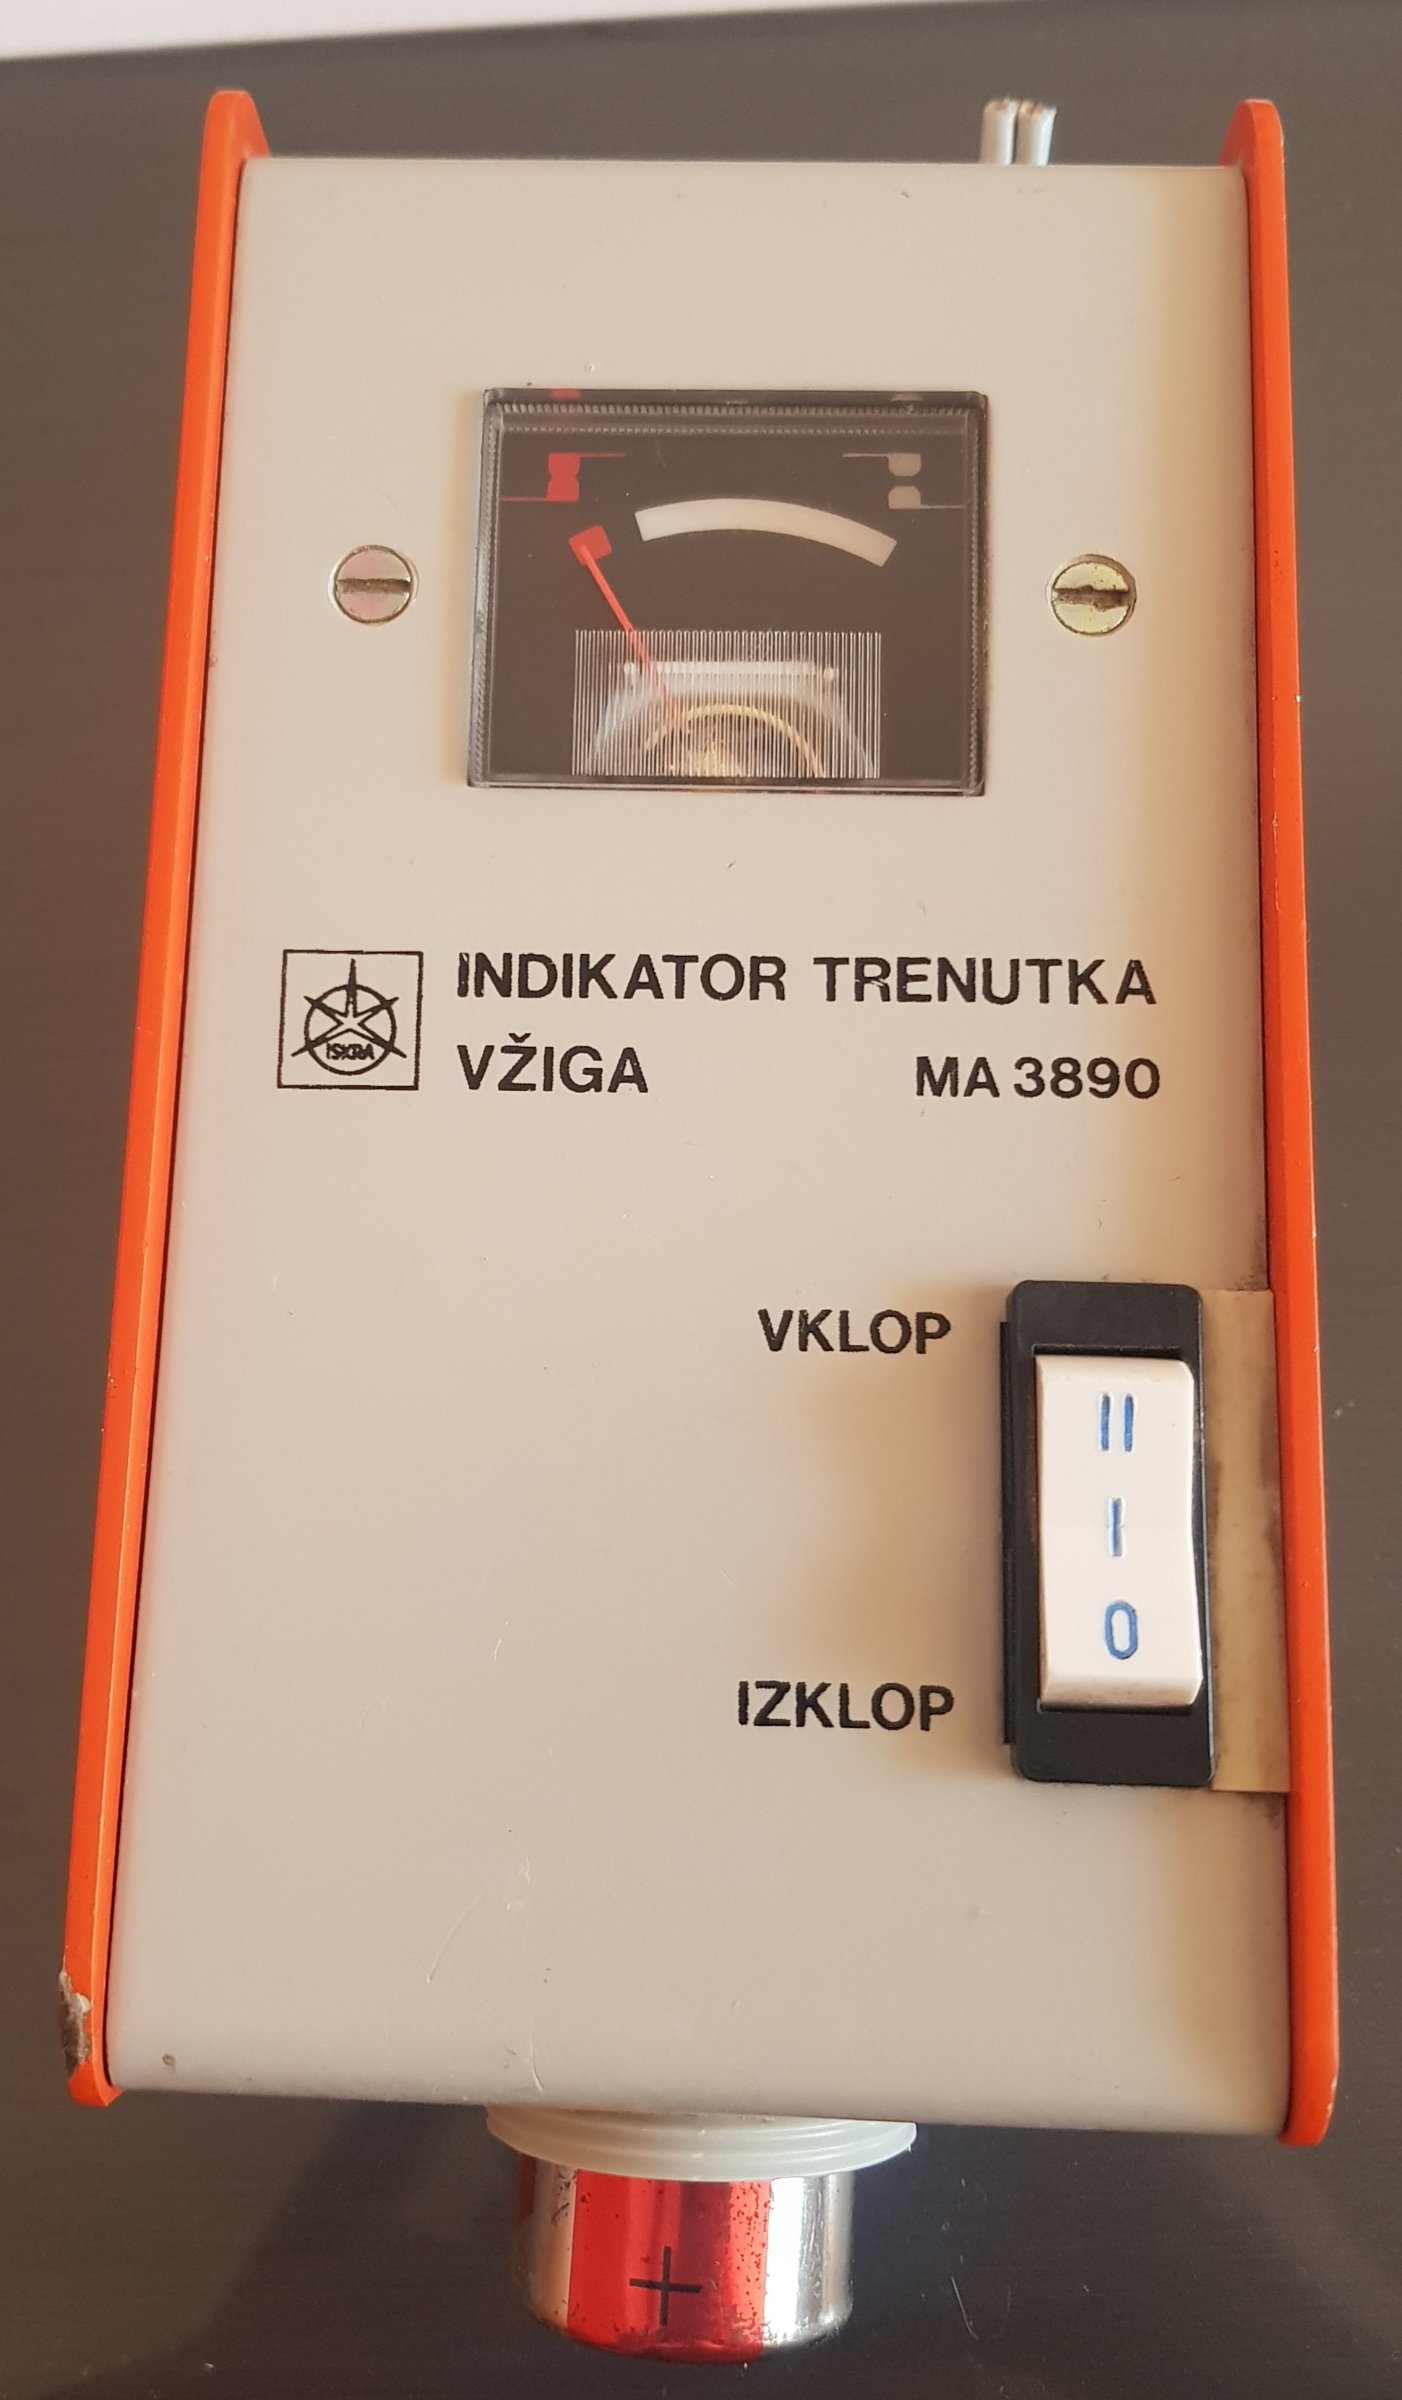 INDIKATOR TRENUTKA
ISKRA
VŽIGA MA 3890
VKLOP
II
I
0
IZKLOP
+